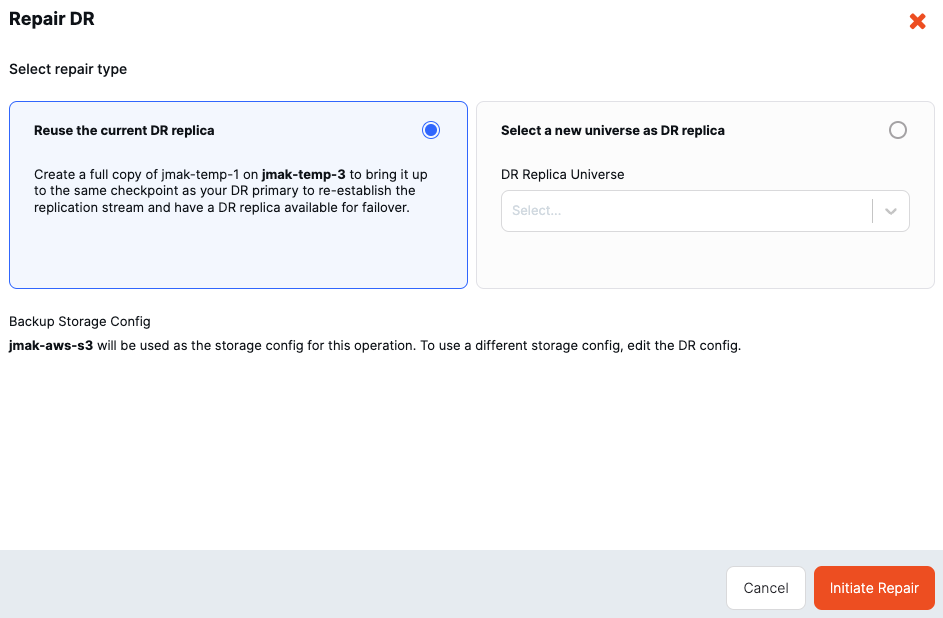 Repair DR
Select repair type
Reuse the current DR replica
Create a full copy of jmak-temp-1 on jmak-temp-3 to bring it up
to the same checkpoint as your DR primary to re-establish the
replication stream and have a DR replica available for failover.
Select a new universe as DR replica
DR Replica Universe
Select...
Backup Storage Config
jmak-aws-s3 will be used as the storage config for this operation. To use a different storage config, edit the DR config.
Cancel
Initiate Repair